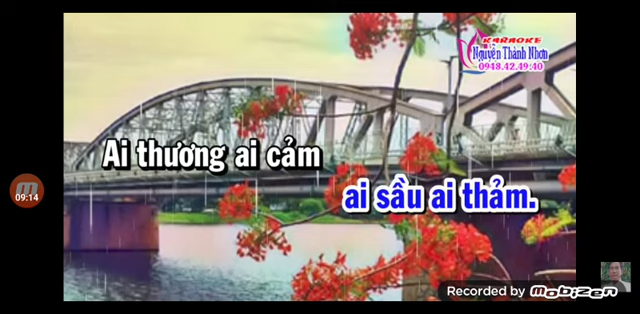 KARAOKE
Nguyễn Thành Nhơn
0948.42.49.40
Ai thương ai cảm
ai sầu ai thảm.
09:14
Recorded by Mobizen